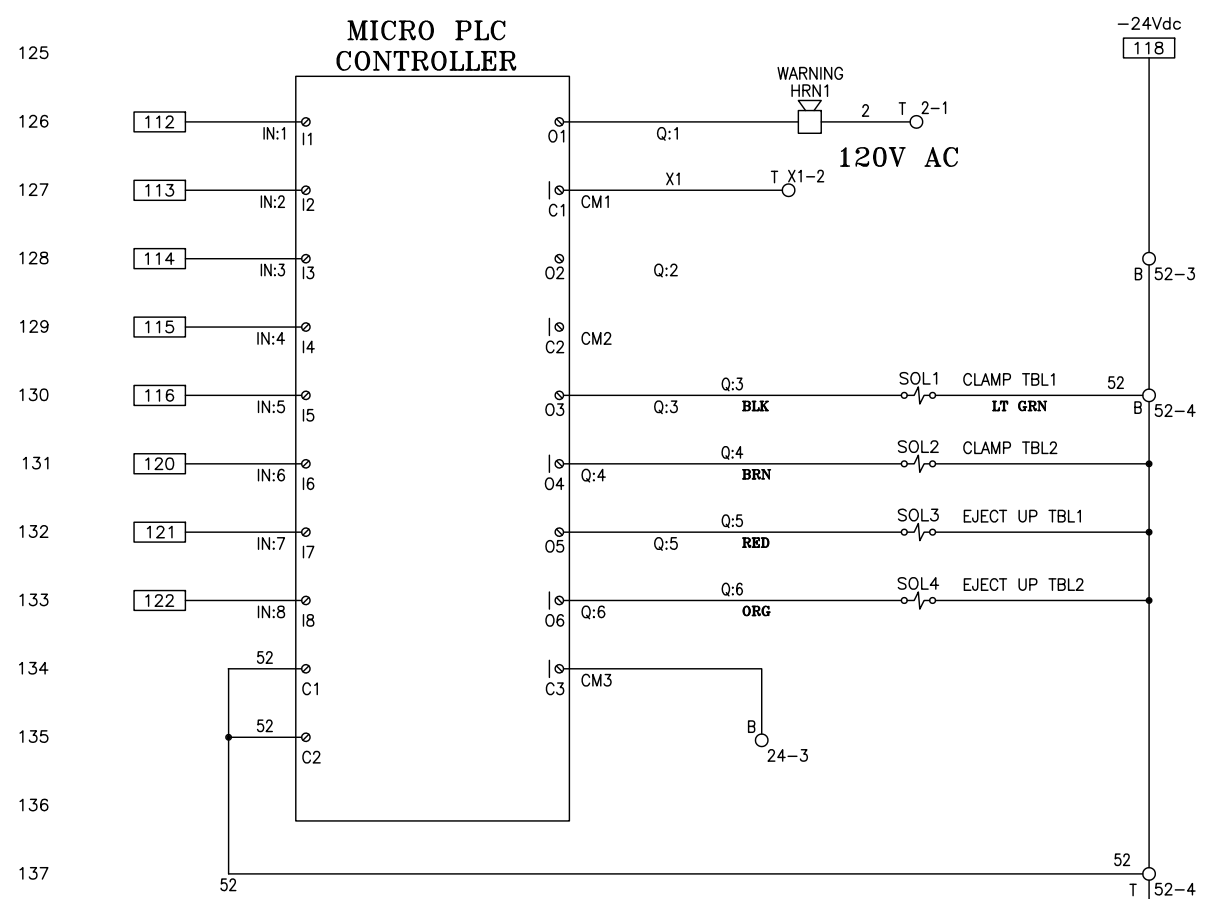 MICRO PLC
CONTROLLER
-24Vdc
125
118
WARNING
HRN1
126
112
IN:1
I1
O1
Q:1
2
T
2-1
120V AC
127
113
IN:2
I2
C1
CM1
X1
T
X1-2
128
114
IN:3
I3
O2
Q:2
B
52-3
129
115
IN:4
I4
C2
CM2
130
116
IN:5
I5
O3
Q:3
Q:3
BLK
SOL1
CLAMP TBL1
LT GRN
52
B
52-4
131
120
IN:6
I6
O4
Q:4
Q:4
BRN
SOL2
CLAMP TBL2
132
121
IN:7
I7
O5
Q:5
Q:5
RED
SOL3
EJECT UP TBL1
133
122
IN:8
I8
O6
Q:6
Q:6
ORG
SOL4
EJECT UP TBL2
134
52
C1
C3
CM3
135
52
C2
B
24-3
136
137
52
52
T
52-4